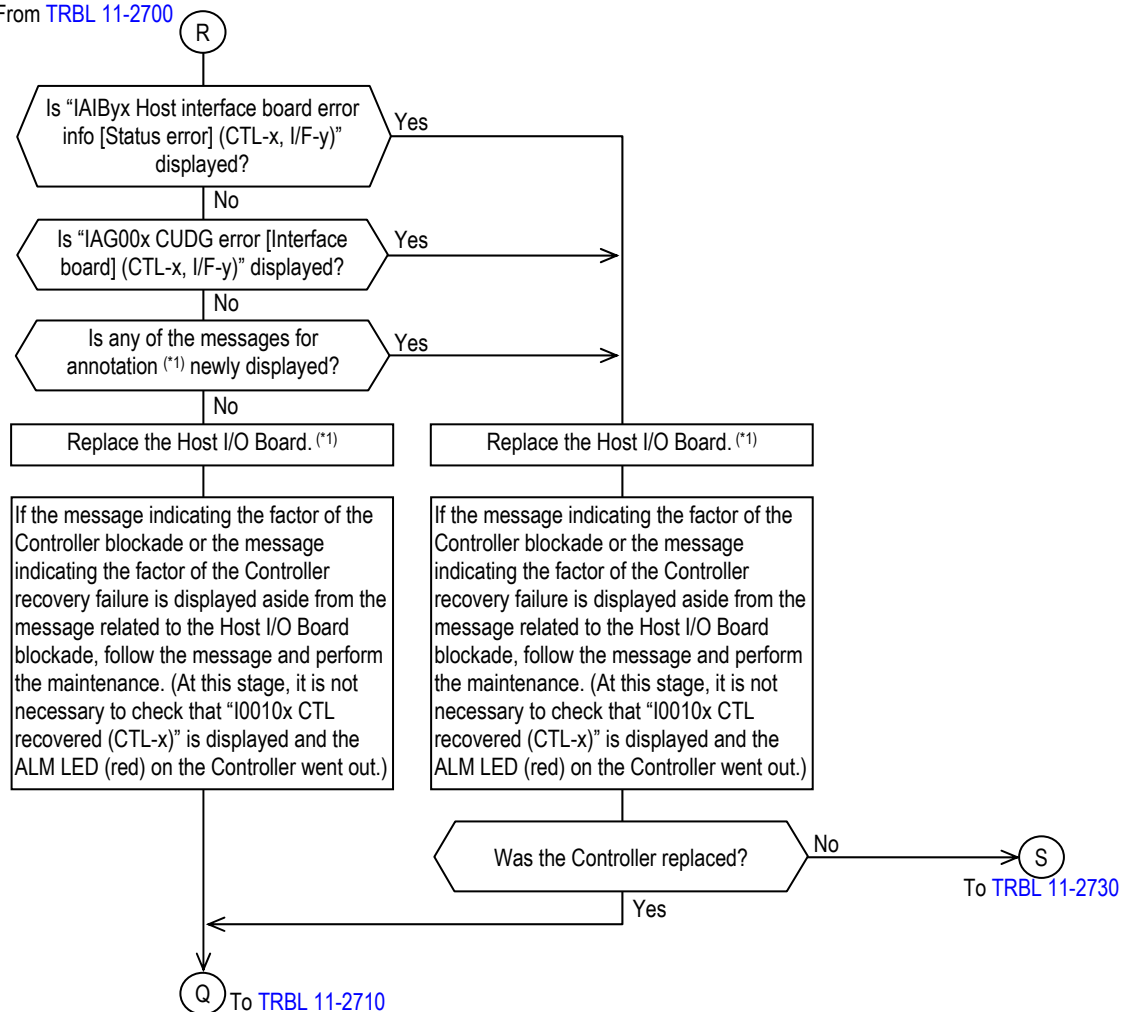 From TRBL 11-2700
R
Is “IAIByx Host interface board error
info [Status error] (CTL-x, I/F-y)”
displayed?
Yes
No
Is “IAG00x CUDG error [Interface
board] (CTL-x, I/F-y)” displayed?
Yes
No
Is any of the messages for
annotation (*1) newly displayed?
Yes
No
Replace the Host I/O Board. (*1)
Replace the Host I/O Board. (*1)
If the message indicating the factor of the
Controller blockade or the message
indicating the factor of the Controller
recovery failure is displayed aside from the
message related to the Host I/O Board
blockade, follow the message and perform
the maintenance. (At this stage, it is not
necessary to check that “I0010x CTL
recovered (CTL-x)” is displayed and the
ALM LED (red) on the Controller went out.)
If the message indicating the factor of the
Controller blockade or the message
indicating the factor of the Controller
recovery failure is displayed aside from the
message related to the Host I/O Board
blockade, follow the message and perform
the maintenance. (At this stage, it is not
necessary to check that “I0010x CTL
recovered (CTL-x)” is displayed and the
ALM LED (red) on the Controller went out.)
Was the Controller replaced?
No
S
To TRBL 11-2730
Yes
Q
To TRBL 11-2710